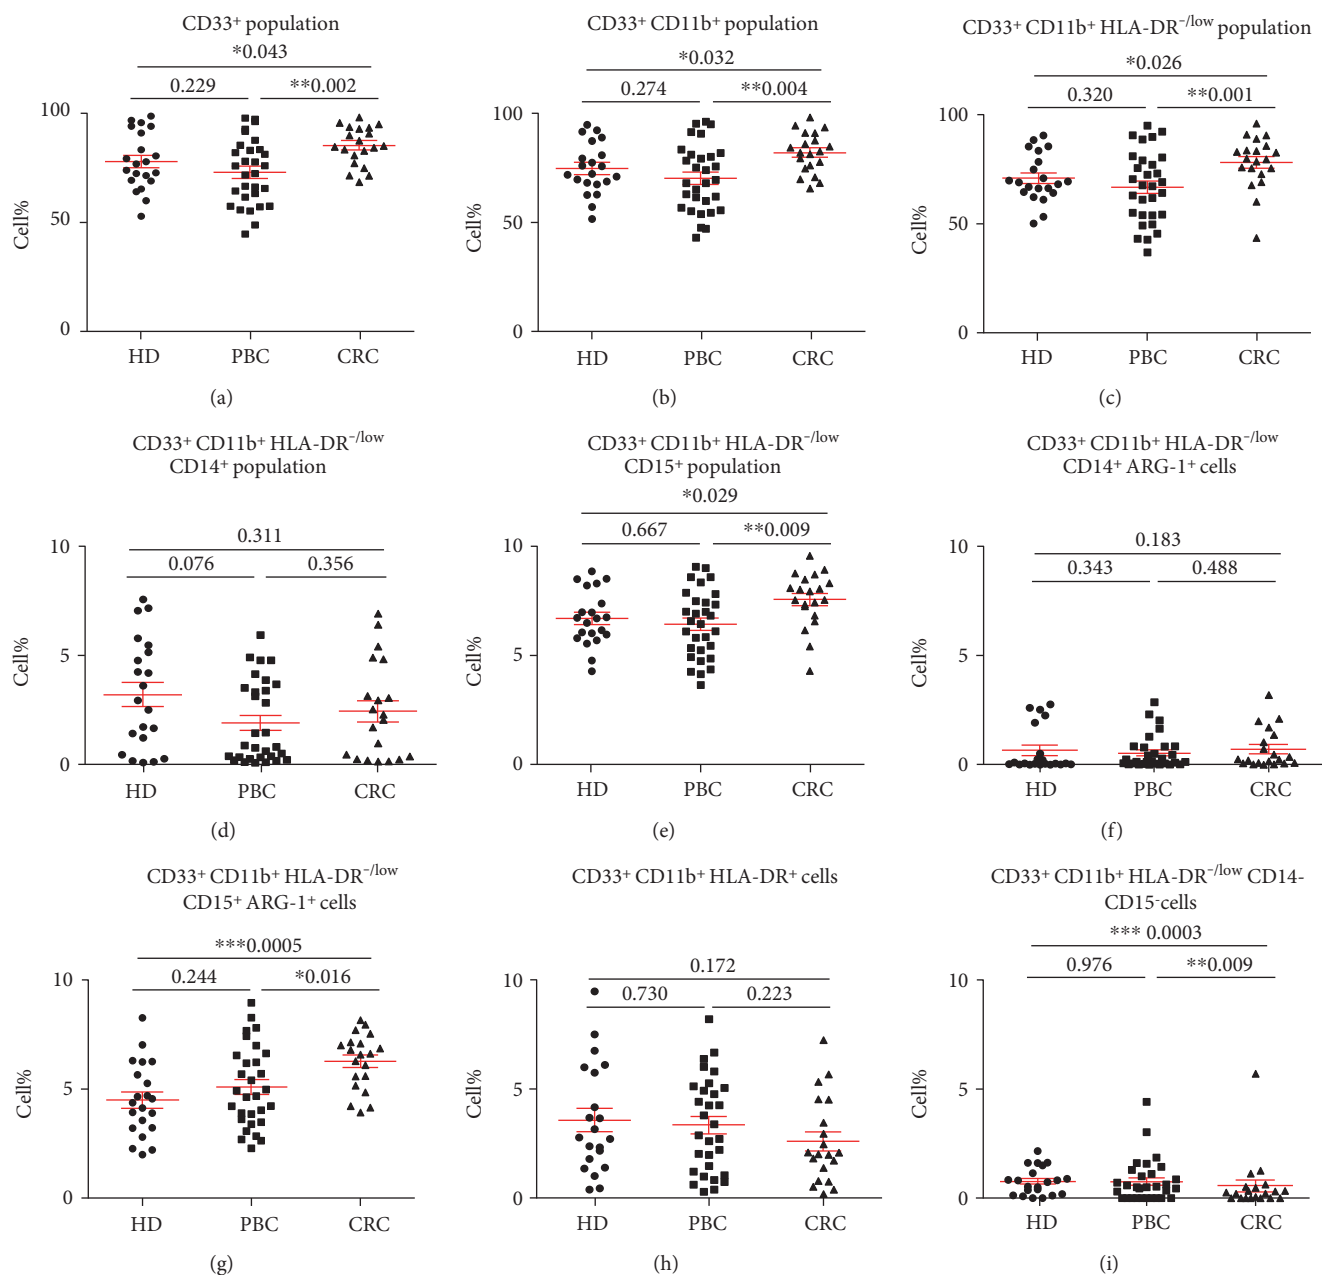 CD33⁺ population
*0.043
0.229 **0.002
100
50
0
Cell%
HD PBC CRC
(a)
CD33⁺ CD11b⁺ population
*0.032
0.274 **0.004
100
50
0
Cell%
HD PBC CRC
(b)
CD33⁺ CD11b⁺ HLA-DR⁻/ˡᵒʷ population
*0.026
0.320 **0.001
100
50
0
Cell%
HD PBC CRC
(c)
CD33⁺ CD11b⁺ HLA-DR⁻/ˡᵒʷ
CD14⁺ population
0.311
0.076 0.356
10
5
0
Cell%
HD PBC CRC
(d)
CD33⁺ CD11b⁺ HLA-DR⁻/ˡᵒʷ
CD15⁺ population
*0.029
0.667 **0.009
10
5
0
Cell%
HD PBC CRC
(e)
CD33⁺ CD11b⁺ HLA-DR⁻/ˡᵒʷ
CD14⁺ ARG-1⁺ cells
0.183
0.343 0.488
10
5
0
Cell%
HD PBC CRC
(f)
CD33⁺ CD11b⁺ HLA-DR⁻/ˡᵒʷ
CD15⁺ ARG-1⁺ cells
***0.0005
0.244 *0.016
10
5
0
Cell%
HD PBC CRC
(g)
CD33⁺ CD11b⁺ HLA-DR⁺ cells
0.172
0.730 0.223
10
5
0
Cell%
HD PBC CRC
(h)
CD33⁺ CD11b⁺ HLA-DR⁻/ˡᵒʷ CD14-
CD15⁻cells
*** 0.0003
0.976 **0.009
10
5
0
Cell%
HD PBC CRC
(i)